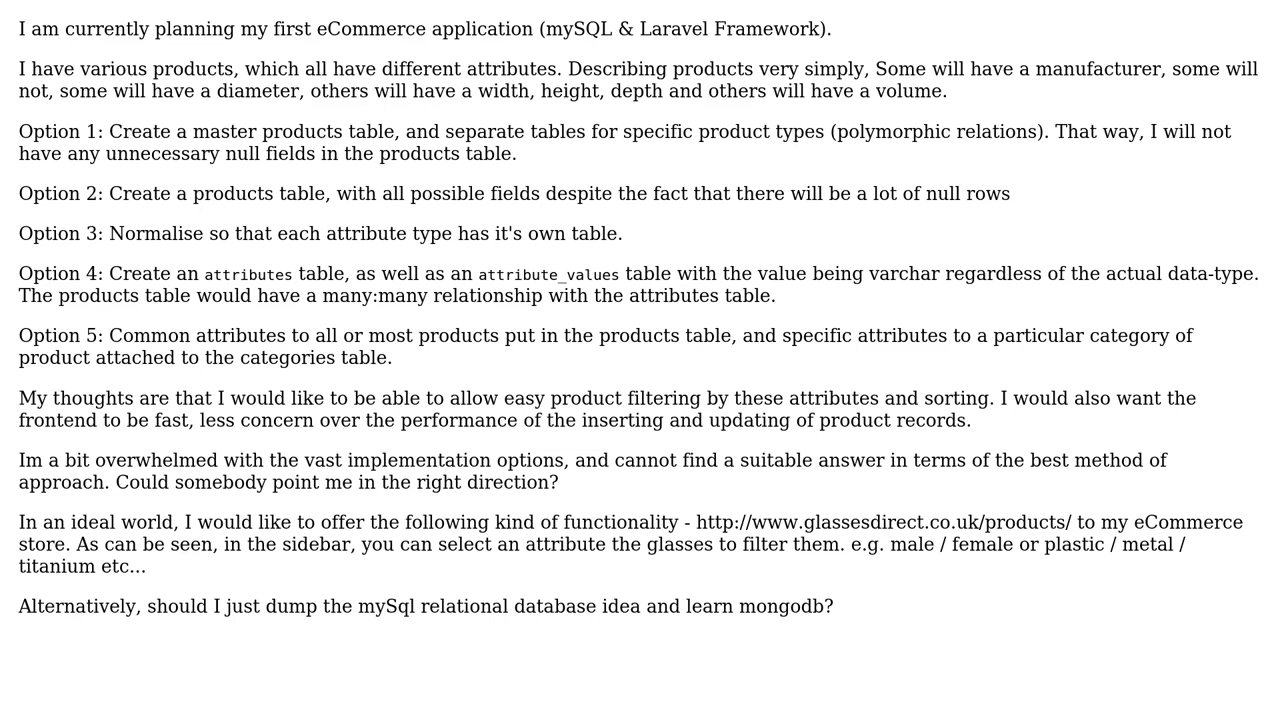 I am currently planning my first eCommerce application (mySQL & Laravel Framework).
I have various products, which all have different attributes. Describing products very simply, Some will have a manufacturer, some will
not, some will have a diameter, others will have a width, height, depth and others will have a volume.
Option 1: Create a master products table, and separate tables for specific product types (polymorphic relations). That way, I will not
have any unnecessary null fields in the products table.
Option 2: Create a products table, with all possible fields despite the fact that there will be a lot of null rows
Option 3: Normalise so that each attribute type has it's own table.
Option 4: Create an attributes table, as well as an attribute_values table with the value being varchar regardless of the actual data-type.
The products table would have a many:many relationship with the attributes table.
Option 5: Common attributes to all or most products put in the products table, and specific attributes to a particular category of
product attached to the categories table.
My thoughts are that I would like to be able to allow easy product filtering by these attributes and sorting. I would also want the
frontend to be fast, less concern over the performance of the inserting and updating of product records.
Im a bit overwhelmed with the vast implementation options, and cannot find a suitable answer in terms of the best method of
approach. Could somebody point me in the right direction?
In an ideal world, I would like to offer the following kind of functionality - http://www.glassesdirect.co.uk/products/ to my eCommerce
store. As can be seen, in the sidebar, you can select an attribute the glasses to filter them. e.g. male / female or plastic / metal /
titanium etc...
Alternatively, should I just dump the mySql relational database idea and learn mongodb?